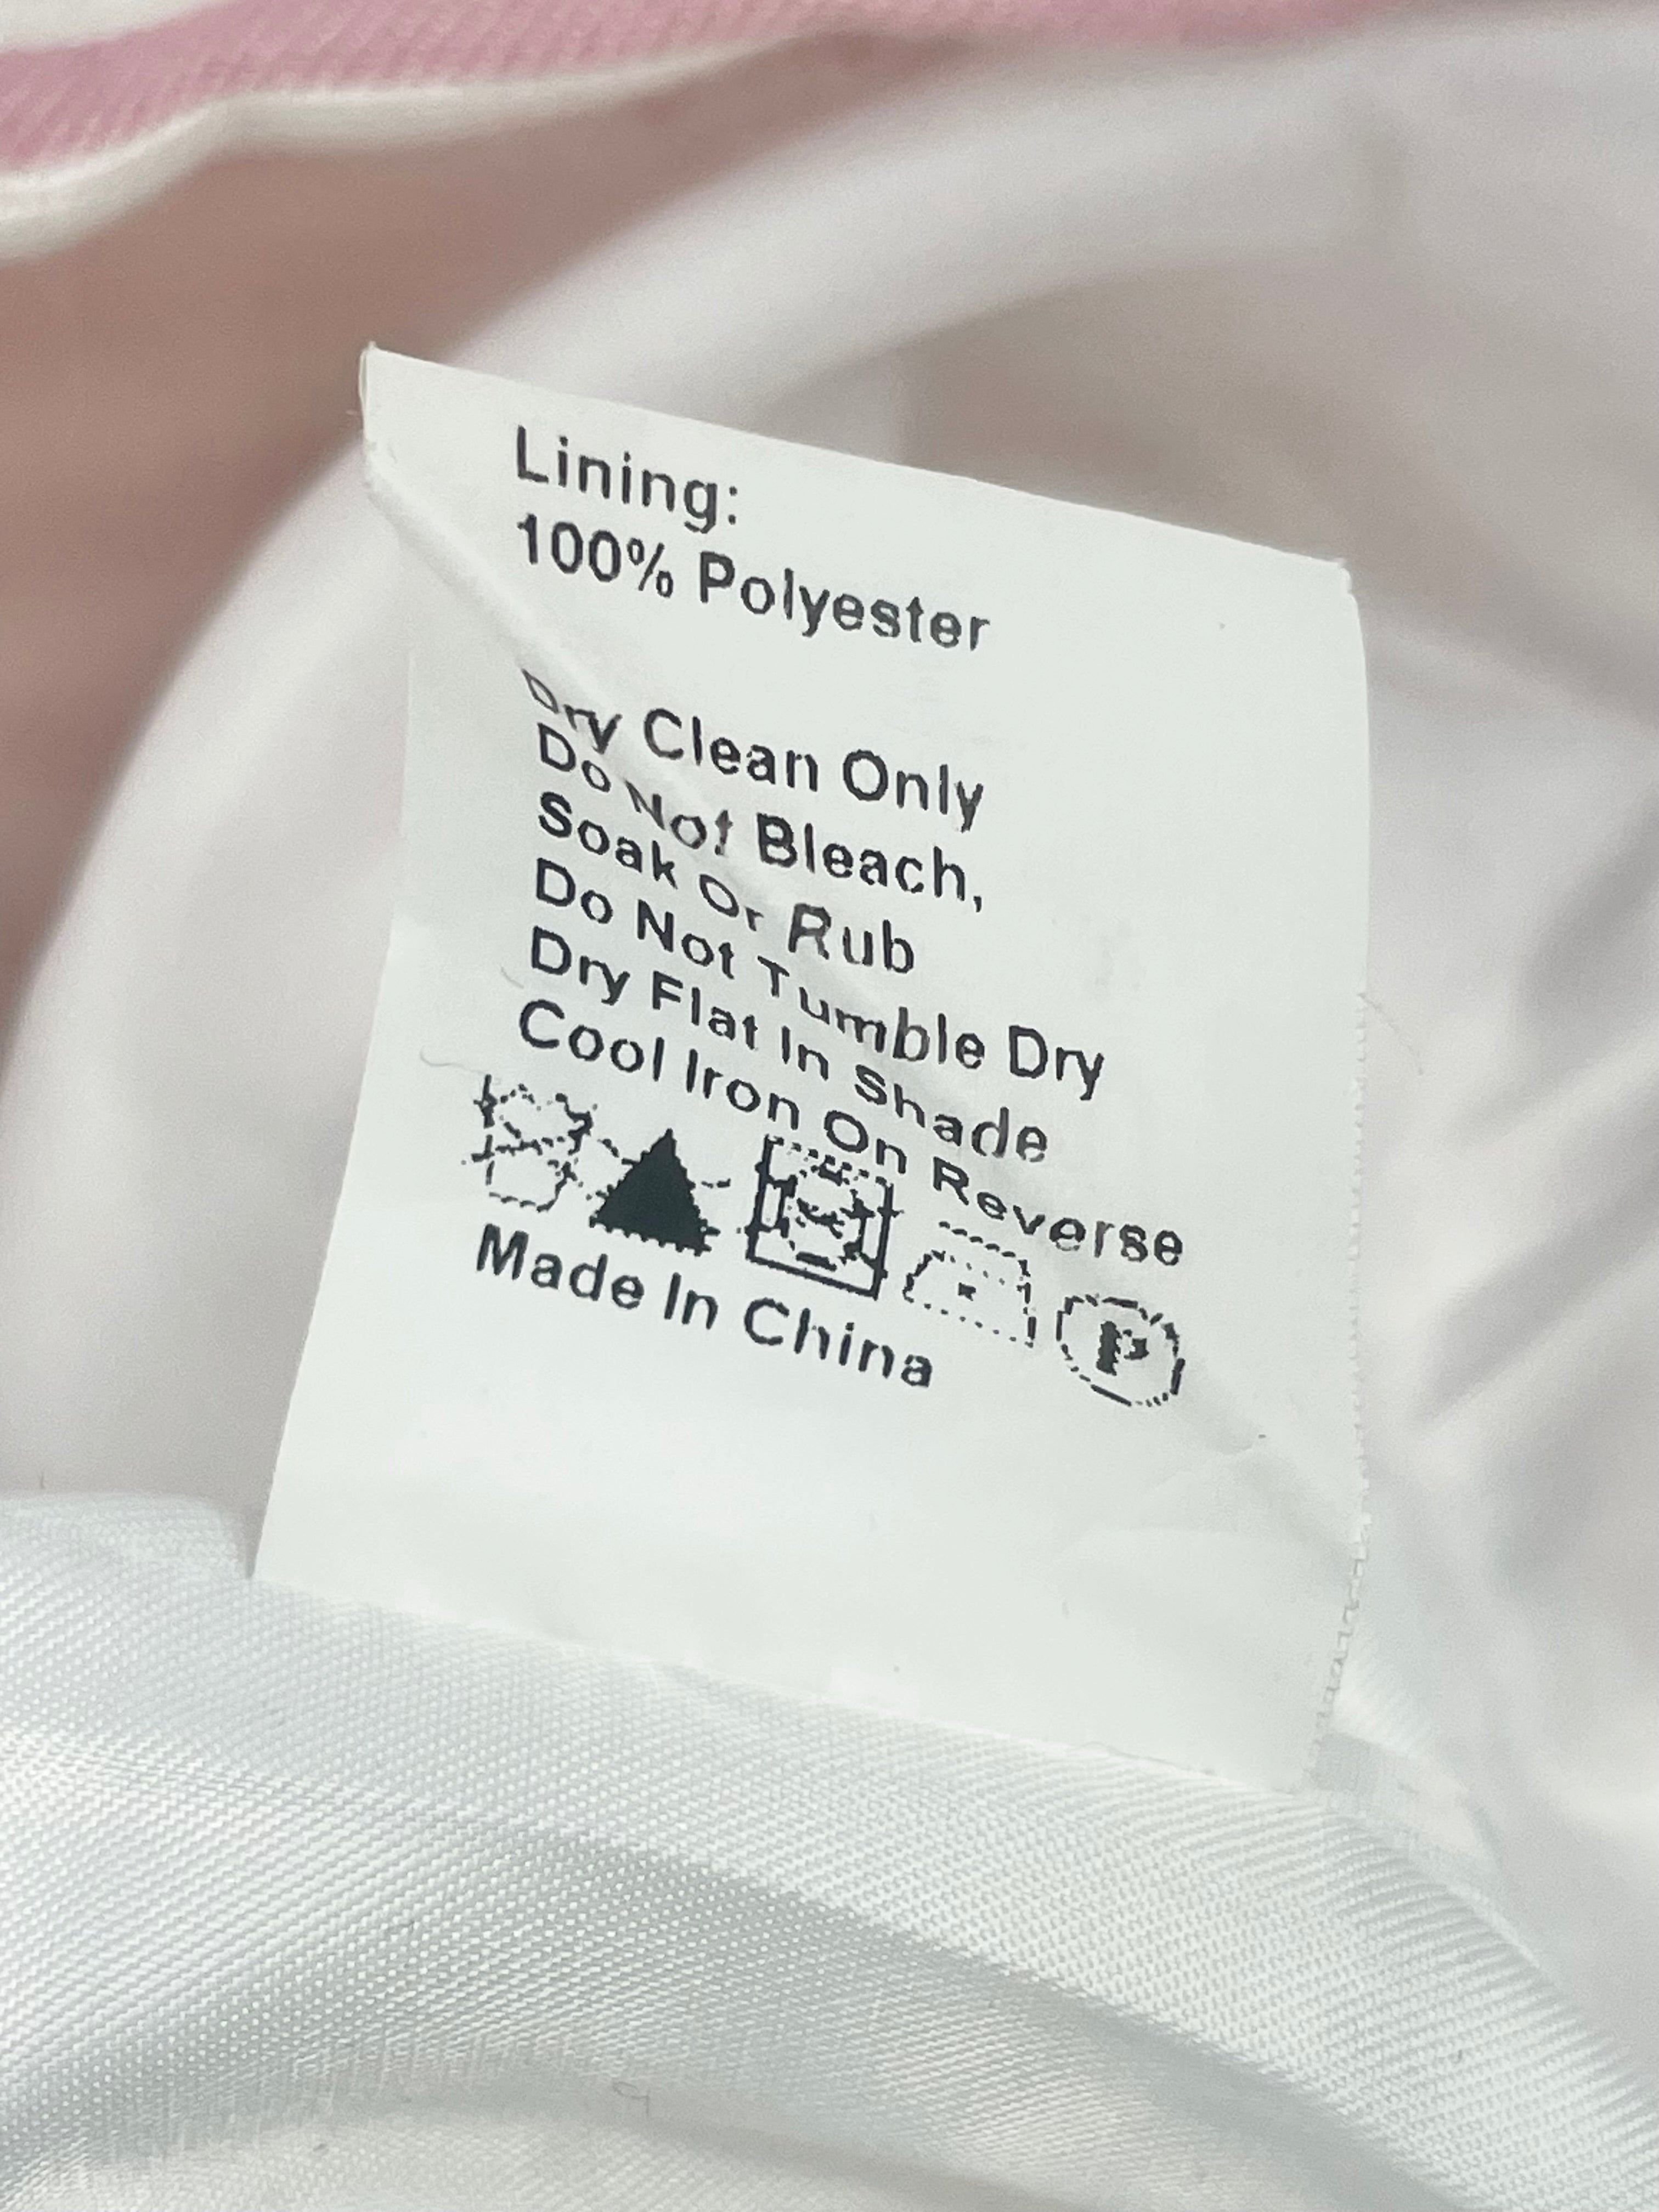 Lining:
100% Polyester
Dry Clean Only
Do Not Bleach,
Soak Or Rub
Do Not Tumble Dry
Dry Flat In Shade
Cool Iron On Reverse
P
Made In China